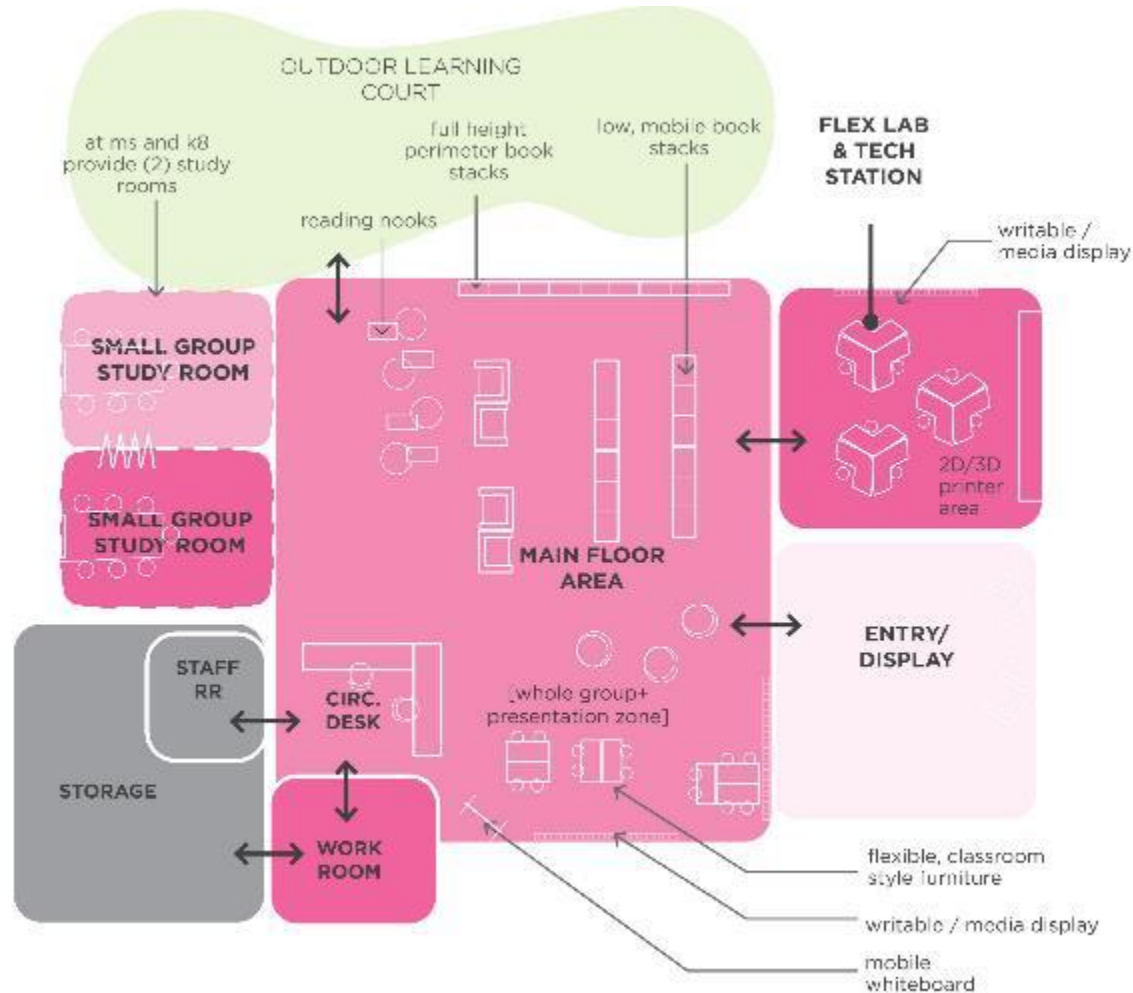 OUTDOOR LEARNING
COURT
at ms and k8
provide (2) study
rooms
full height
perimeter book
stacks
low, mobile book
stacks
FLEX LAB
& TECH
STATION
reading nooks
writable /
media display
SMALL GROUP
STUDY ROOM
2D/3D
printer
area
SMALL GROUP
STUDY ROOM
MAIN FLOOR
AREA
ENTRY/
DISPLAY
STAFF
RR
CIRC.
DESK
[whole group+
presentation zone]
STORAGE
WORK
ROOM
flexible, classroom
style furniture
writable / media display
mobile
whiteboard